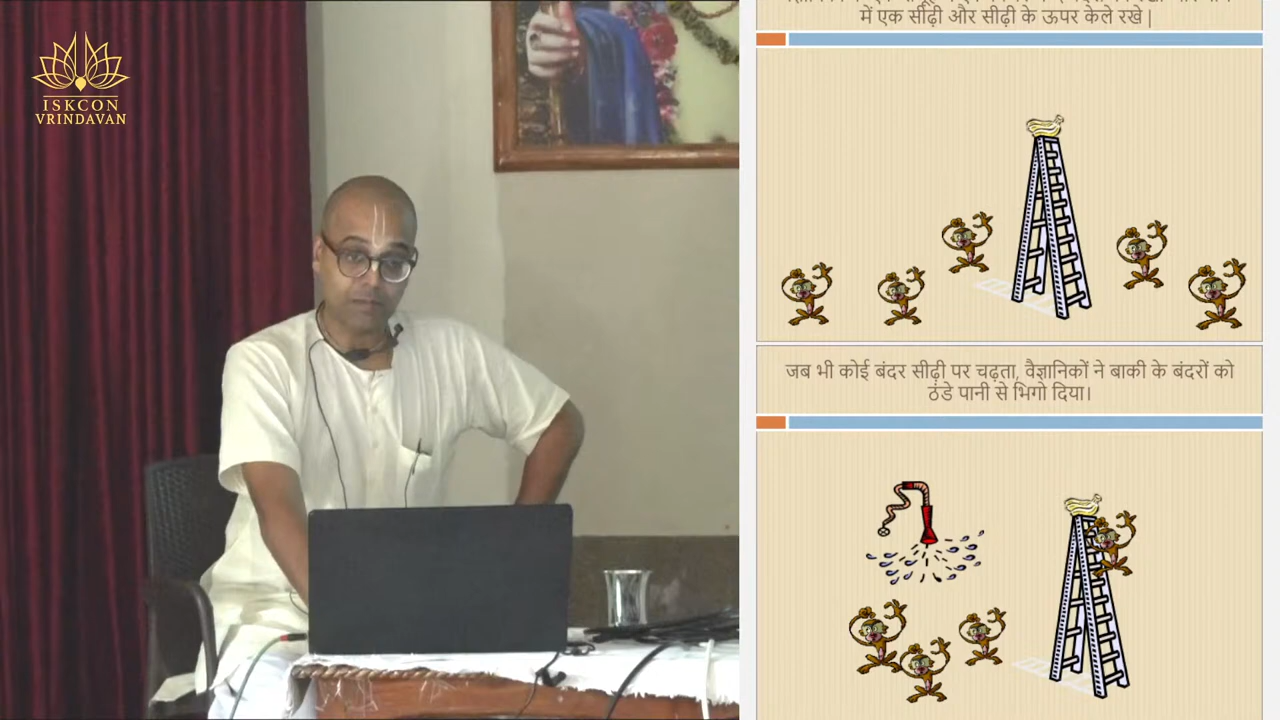 ISKCON
VRINDAVAN
में एक सीढ़ी और सीढ़ी के ऊपर केले रखे |
जब भी कोई बंदर सीढ़ी पर चढ़ता, वैज्ञानिकों ने बाकी के बंदरों को
ठंडे पानी से भिगो दिया।